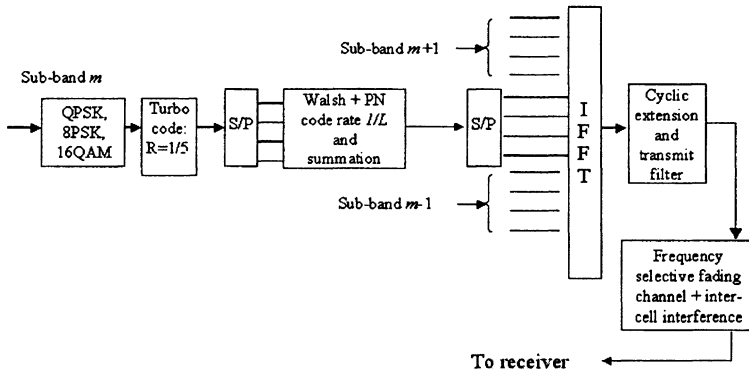 Sub-band m
QPSK,
8PSK,
16QAM
Turbo
code:
R=1/5
S/P
Walsh + PN
code rate 1/L
and
summation
S/P
Sub-band m+1
Sub-band m-1
I
F
F
T
Cyclic
extension
and
transmit
filter
Frequency
selective fading
channel + inter-
cell interference
To receiver